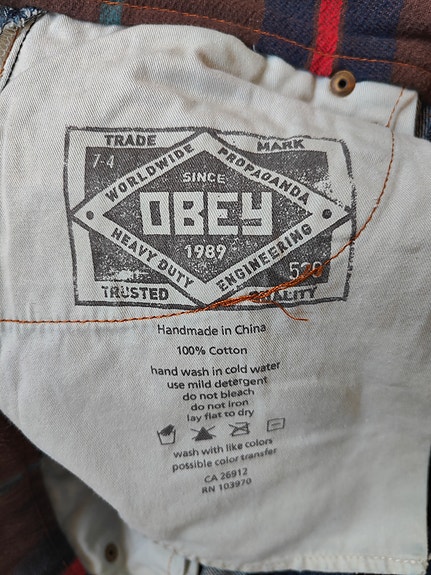 TRADE MARK
7-4
WORLDWIDE PROPAGANDA
SINCE
OBEY
1989
HEAVY DUTY ENGINEERING
TRUSTED QUALITY
Handmade in China
100% Cotton
hand wash in cold water
use mild detergent
do not bleach
do not iron
lay flat to dry
wash with like colors
possible color transfer
CA 26912
RN 103970